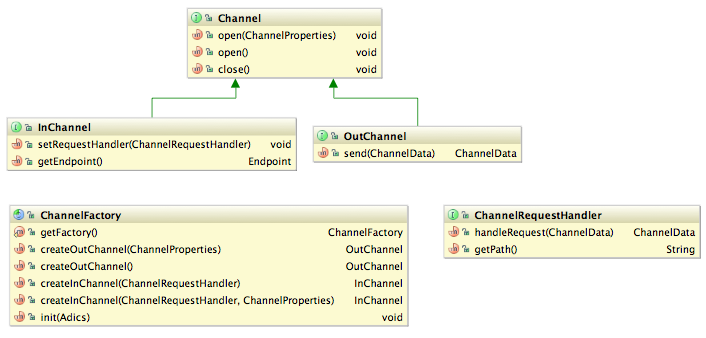 Channel
open(ChannelProperties) void
open() void
close() void
InChannel
setRequestHandler(ChannelRequestHandler) void
getEndpoint() Endpoint
OutChannel
send(ChannelData) ChannelData
ChannelFactory
getFactory() ChannelFactory
createOutChannel(ChannelProperties) OutChannel
createOutChannel() OutChannel
createInChannel(ChannelRequestHandler) InChannel
createInChannel(ChannelRequestHandler, ChannelProperties) InChannel
init(Adics) void
ChannelRequestHandler
handleRequest(ChannelData) ChannelData
getPath() String